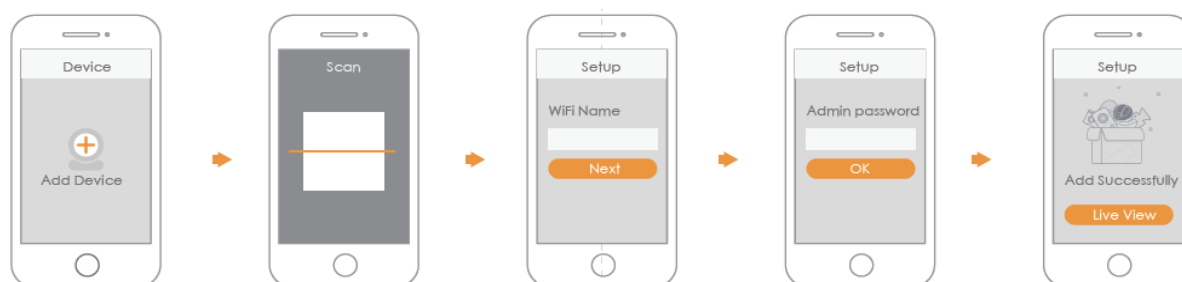 Device
Add Device
Scan
Setup
WiFi Name
Next
Setup
Admin password
OK
Setup
Add Successfully
Live View